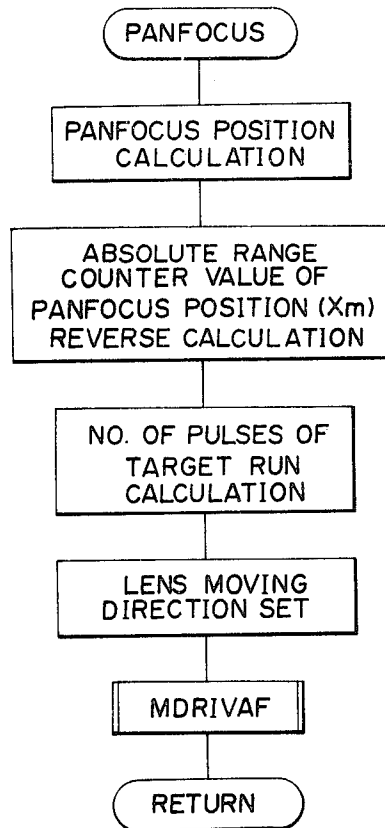 PANFOCUS
PANFOCUS POSITION
CALCULATION
ABSOLUTE RANGE
COUNTER VALUE OF
PANFOCUS POSITION (Xm)
REVERSE CALCULATION
NO. OF PULSES OF
TARGET RUN
CALCULATION
LENS MOVING
DIRECTION SET
MDRIVAF
RETURN